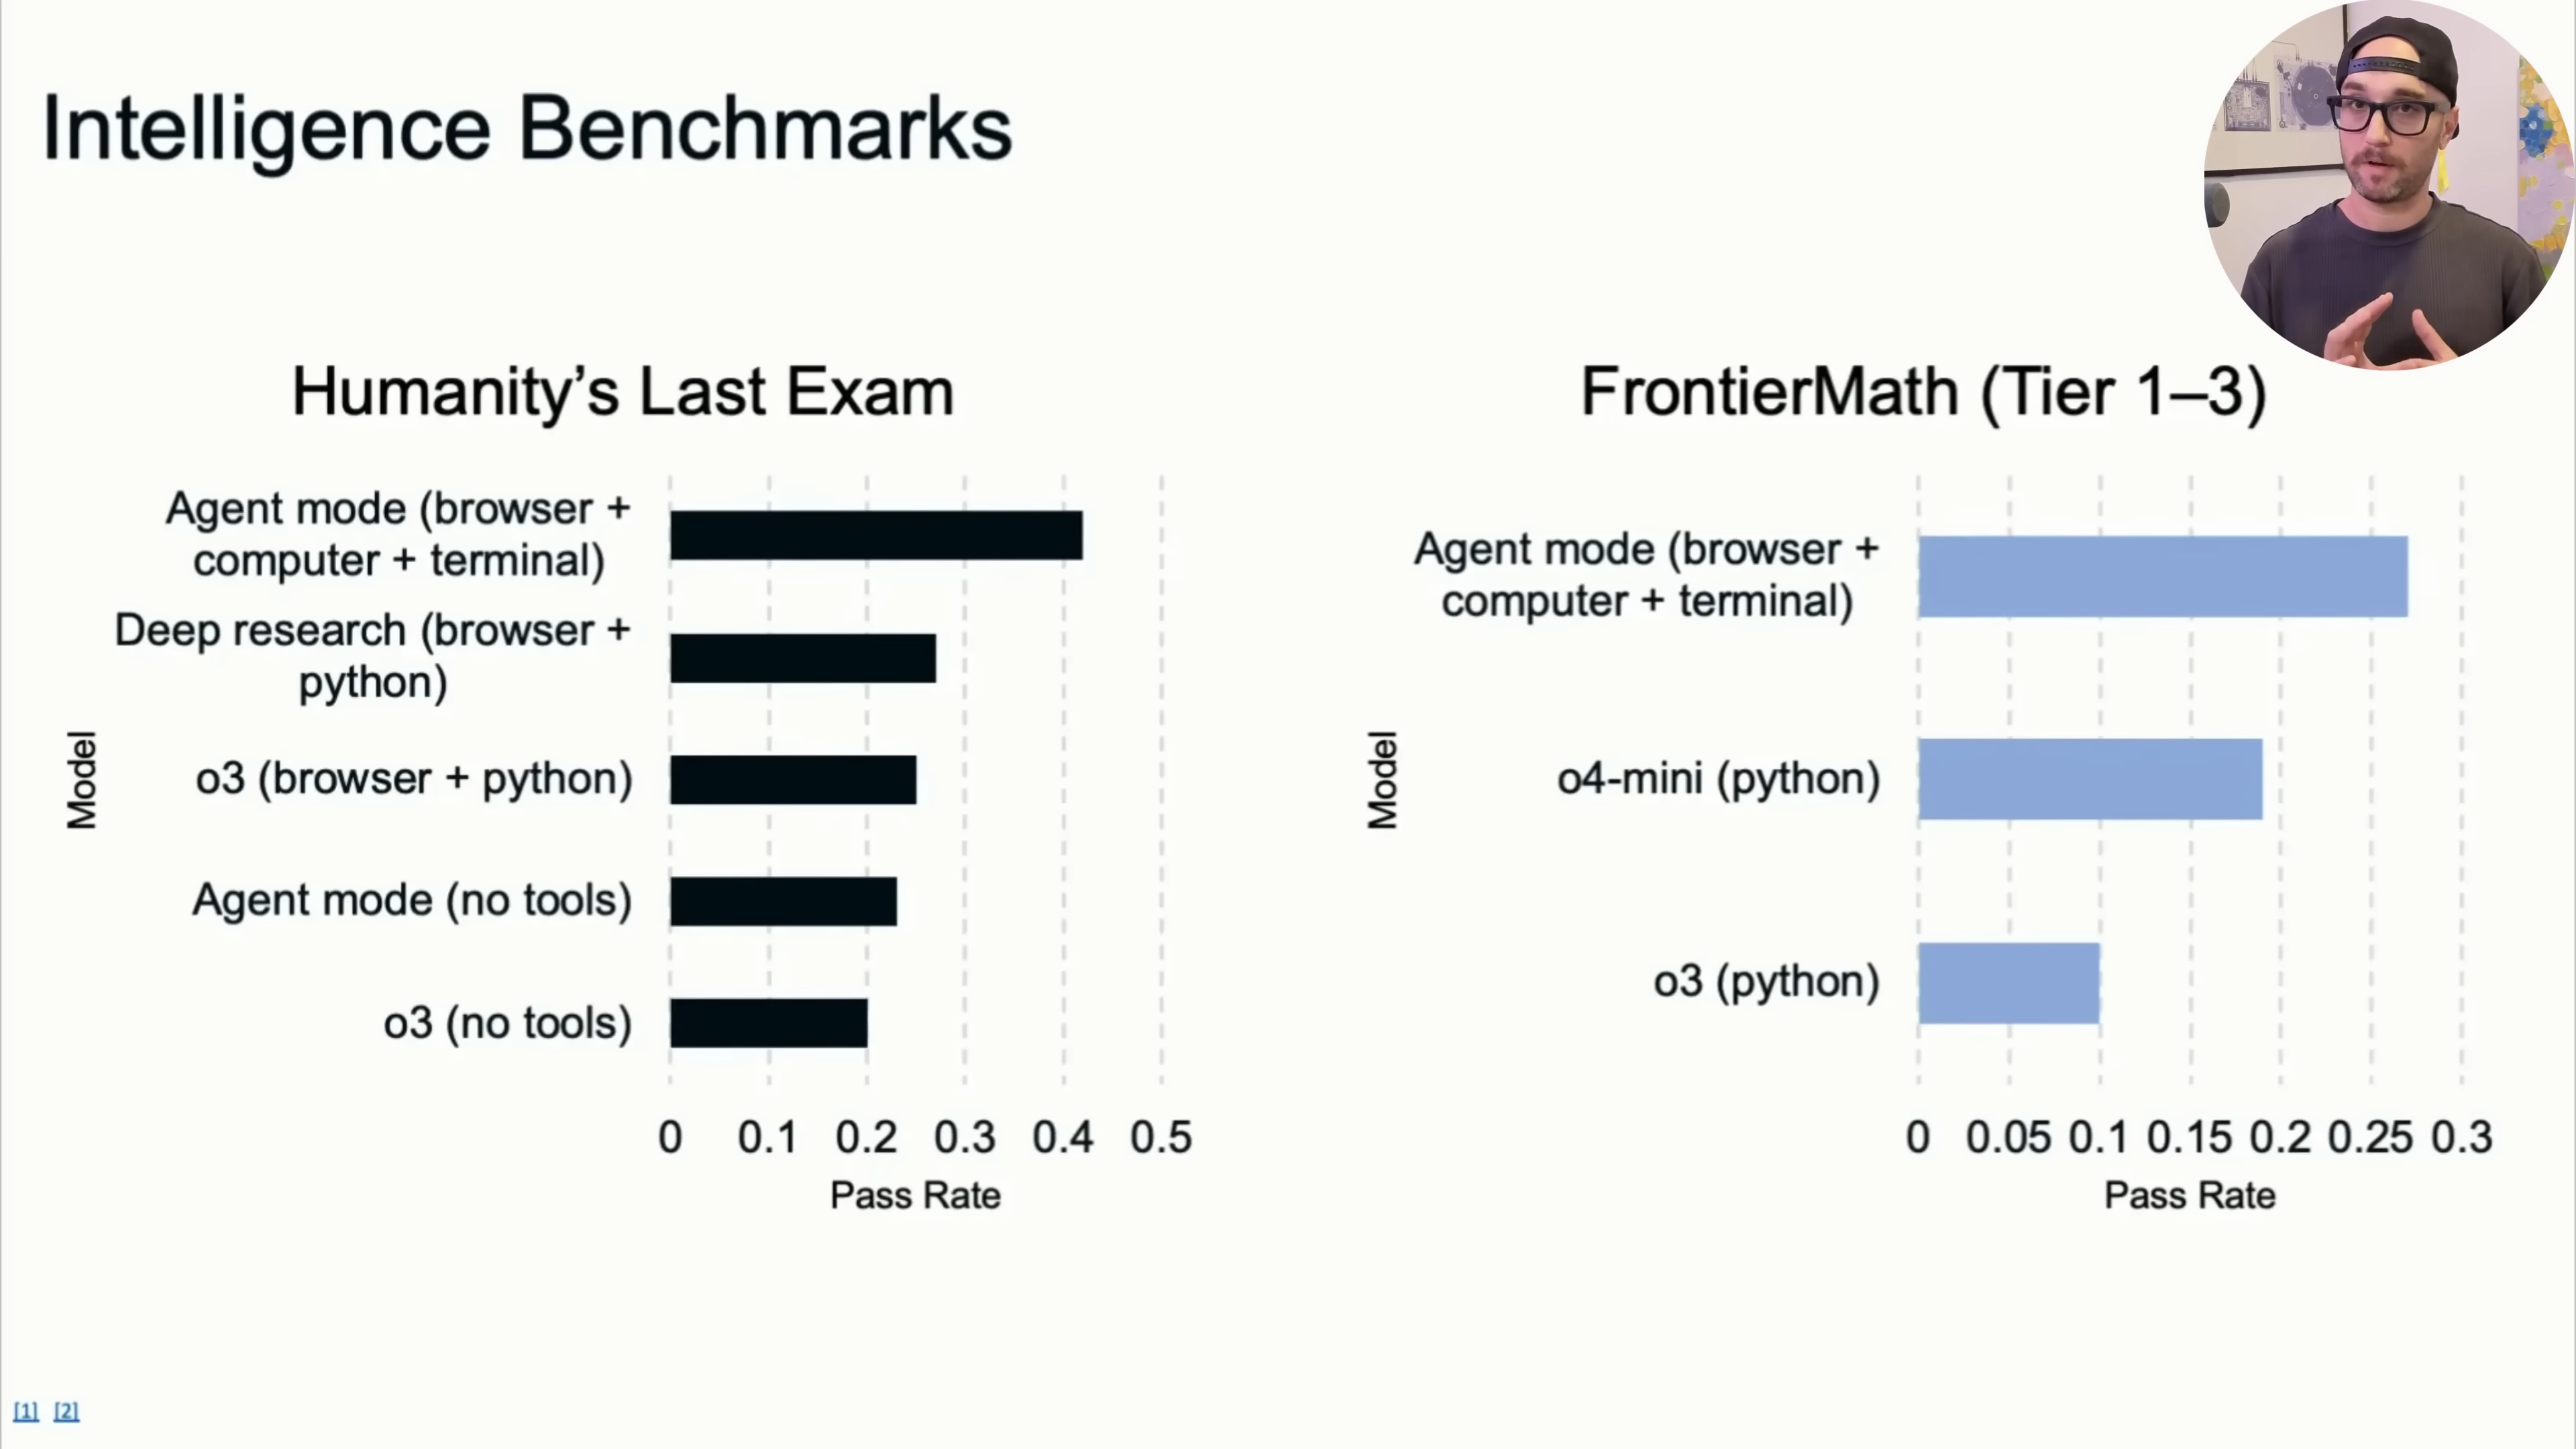 Intelligence Benchmarks
Humanity’s Last Exam
Model
Agent mode (browser +
computer + terminal)
Deep research (browser +
python)
o3 (browser + python)
Agent mode (no tools)
o3 (no tools)
0 0.1 0.2 0.3 0.4 0.5
Pass Rate
FrontierMath (Tier 1–3)
Model
Agent mode (browser +
computer + terminal)
o4-mini (python)
o3 (python)
0 0.05 0.1 0.15 0.2 0.25 0.3
Pass Rate
[1] [2]